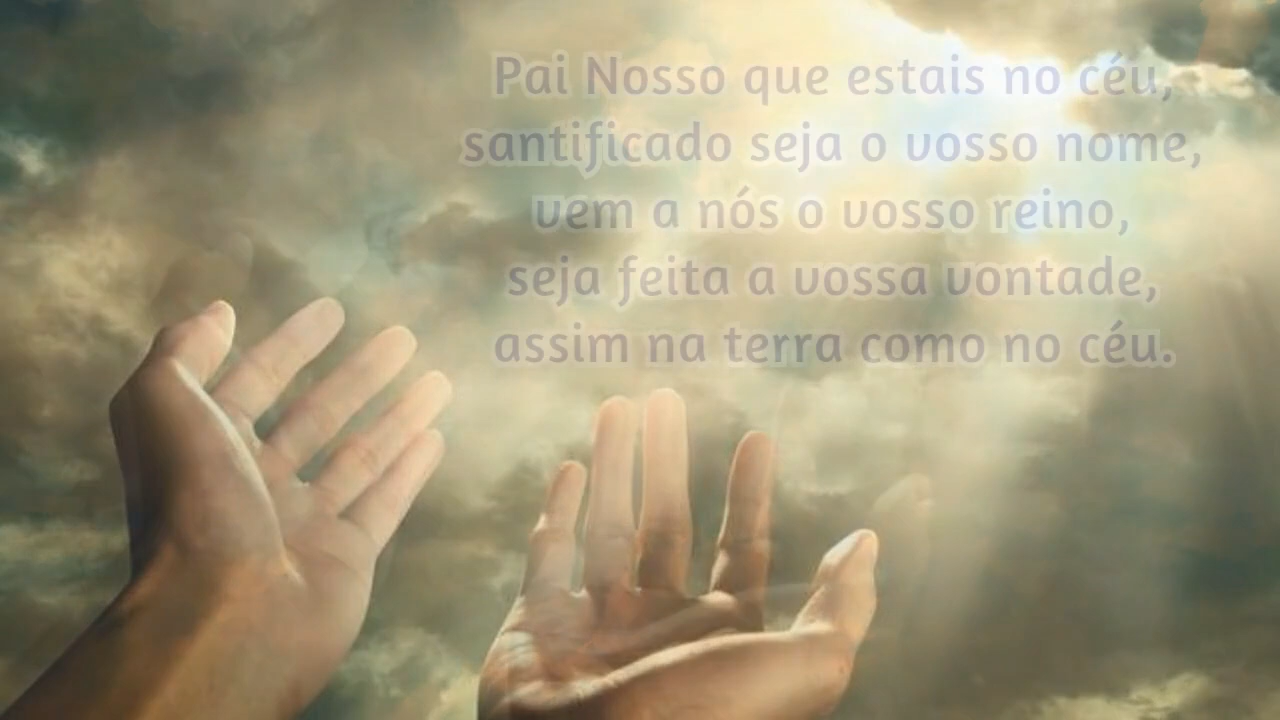 Pai Nosso que estais no céu,
santificado seja o vosso nome,
vem a nós o vosso reino,
seja feita a vossa vontade,
assim na terra como no céu.